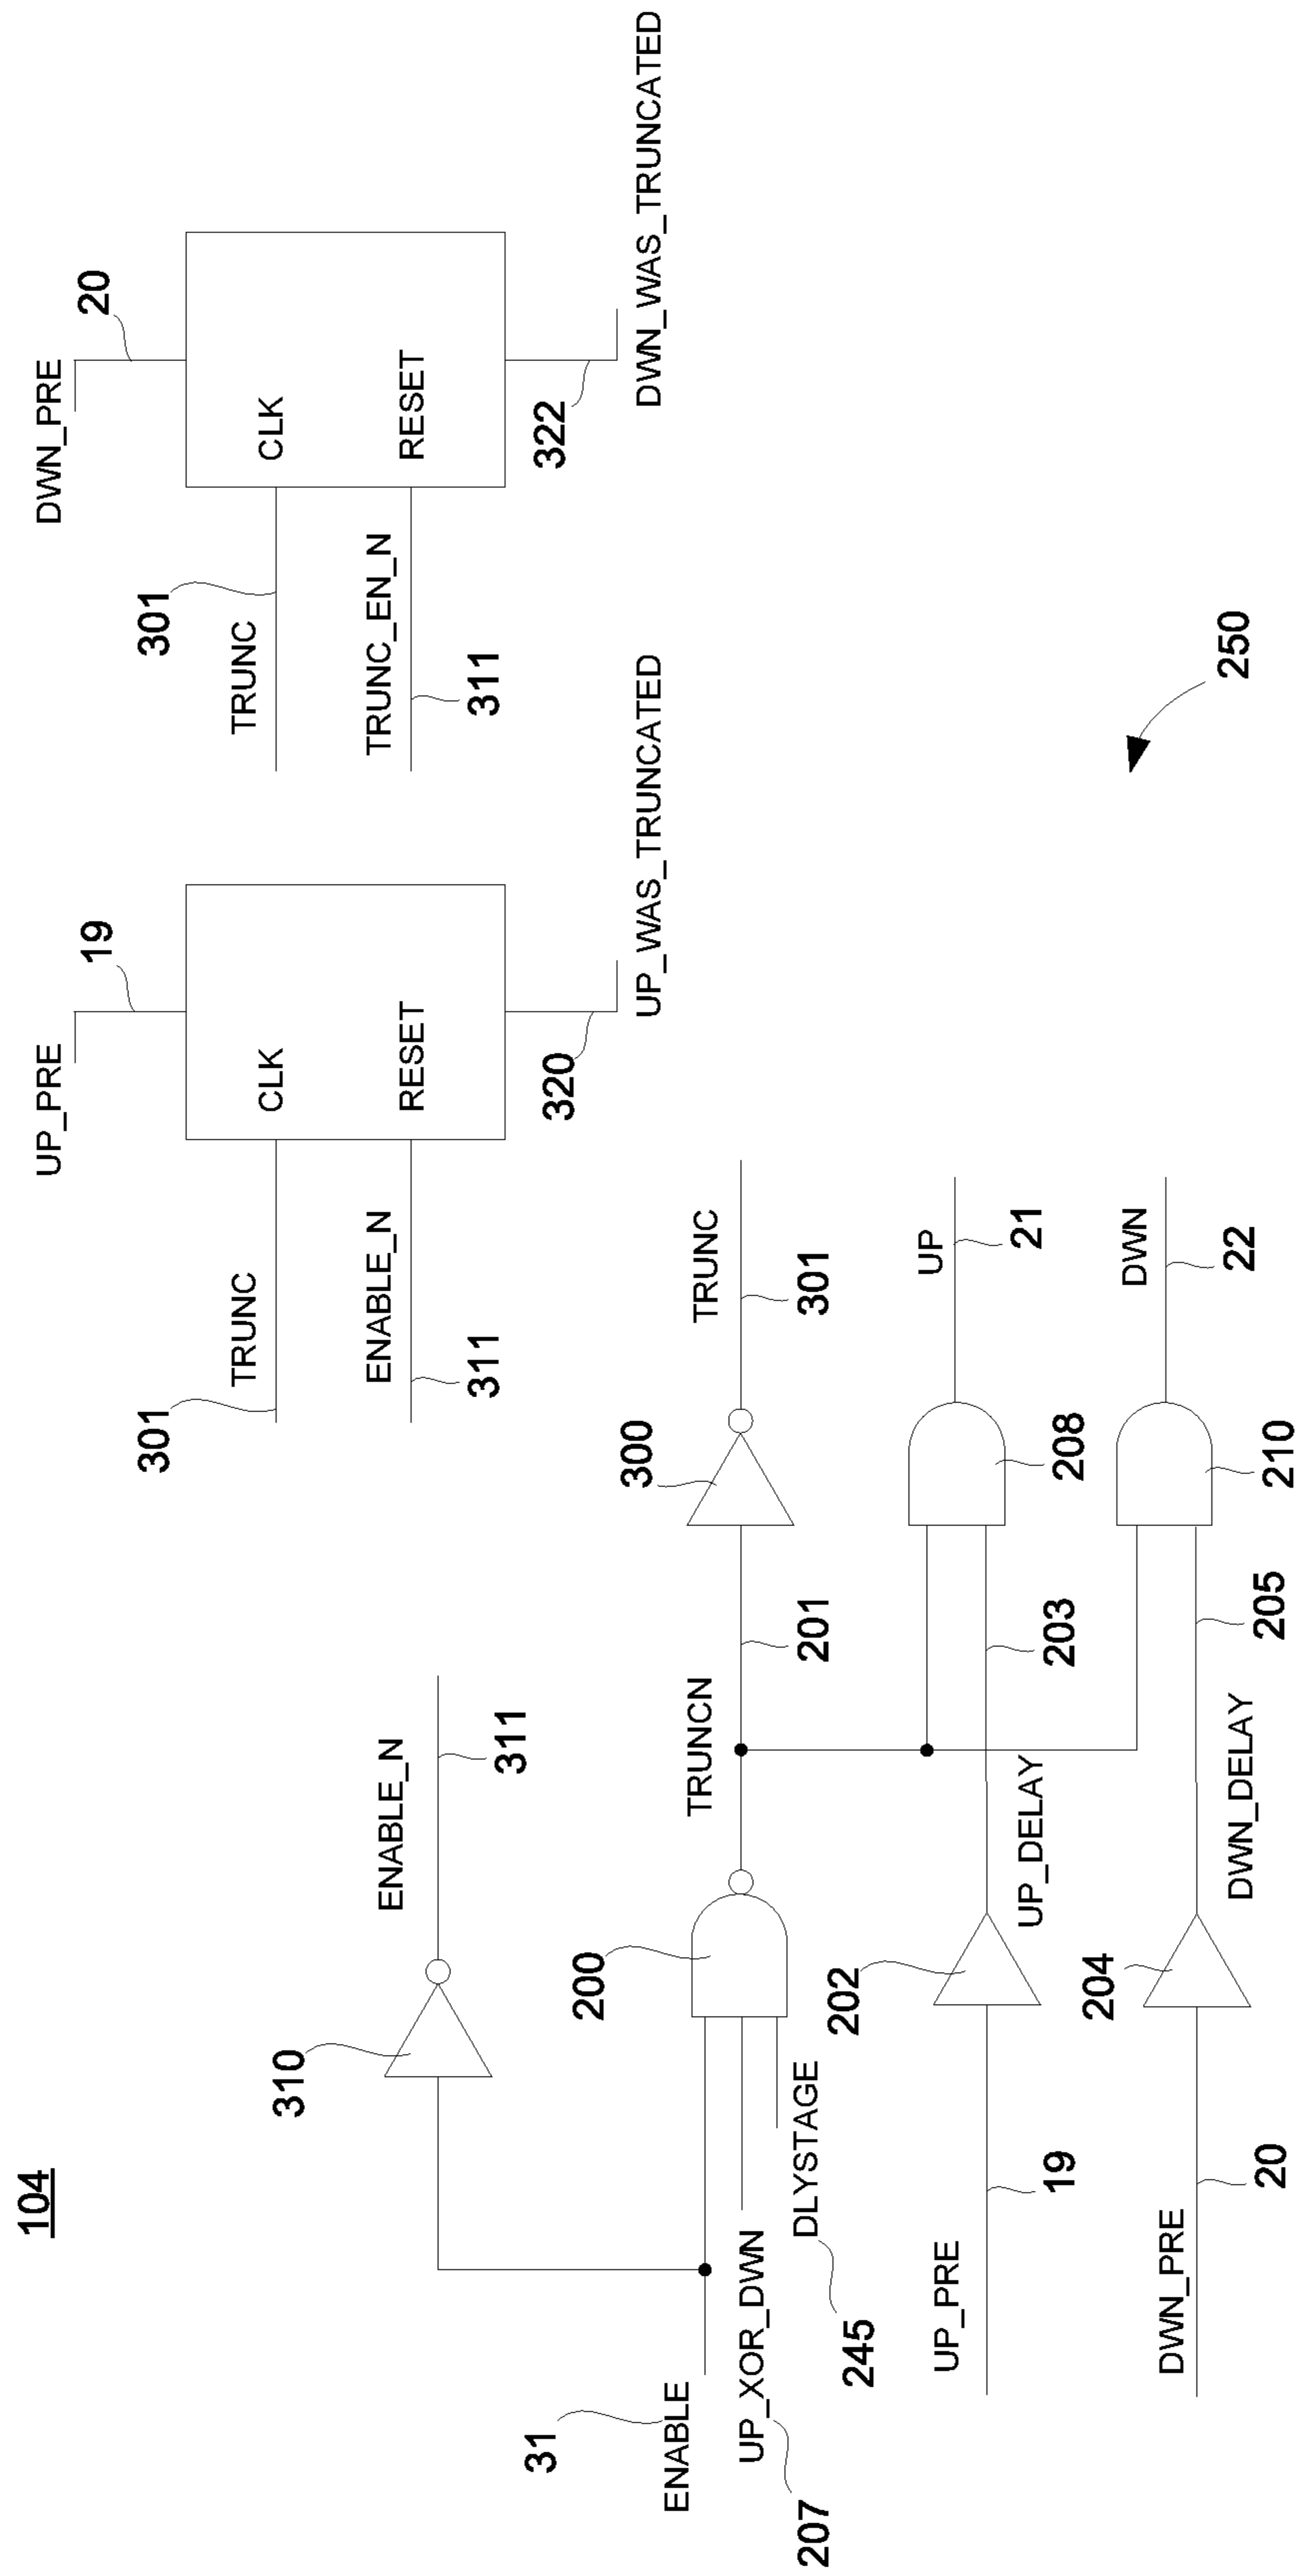 104
UP_PRE
19
TRUNC
301
CLK
ENABLE_N
311
RESET
320
UP_WAS_TRUNCATED
DWN_PRE
20
301
TRUNC
CLK
TRUNC_EN_N
311
RESET
322
DWN_WAS_TRUNCATED
310
ENABLE_N
311
31
ENABLE
UP_XOR_DWN
207
DLYSTAGE
245
200
TRUNCN
201
300
TRUNC
301
UP_PRE
19
202
UP_DELAY
203
208
UP
21
DWN_PRE
20
204
DWN_DELAY
205
210
DWN
22
250